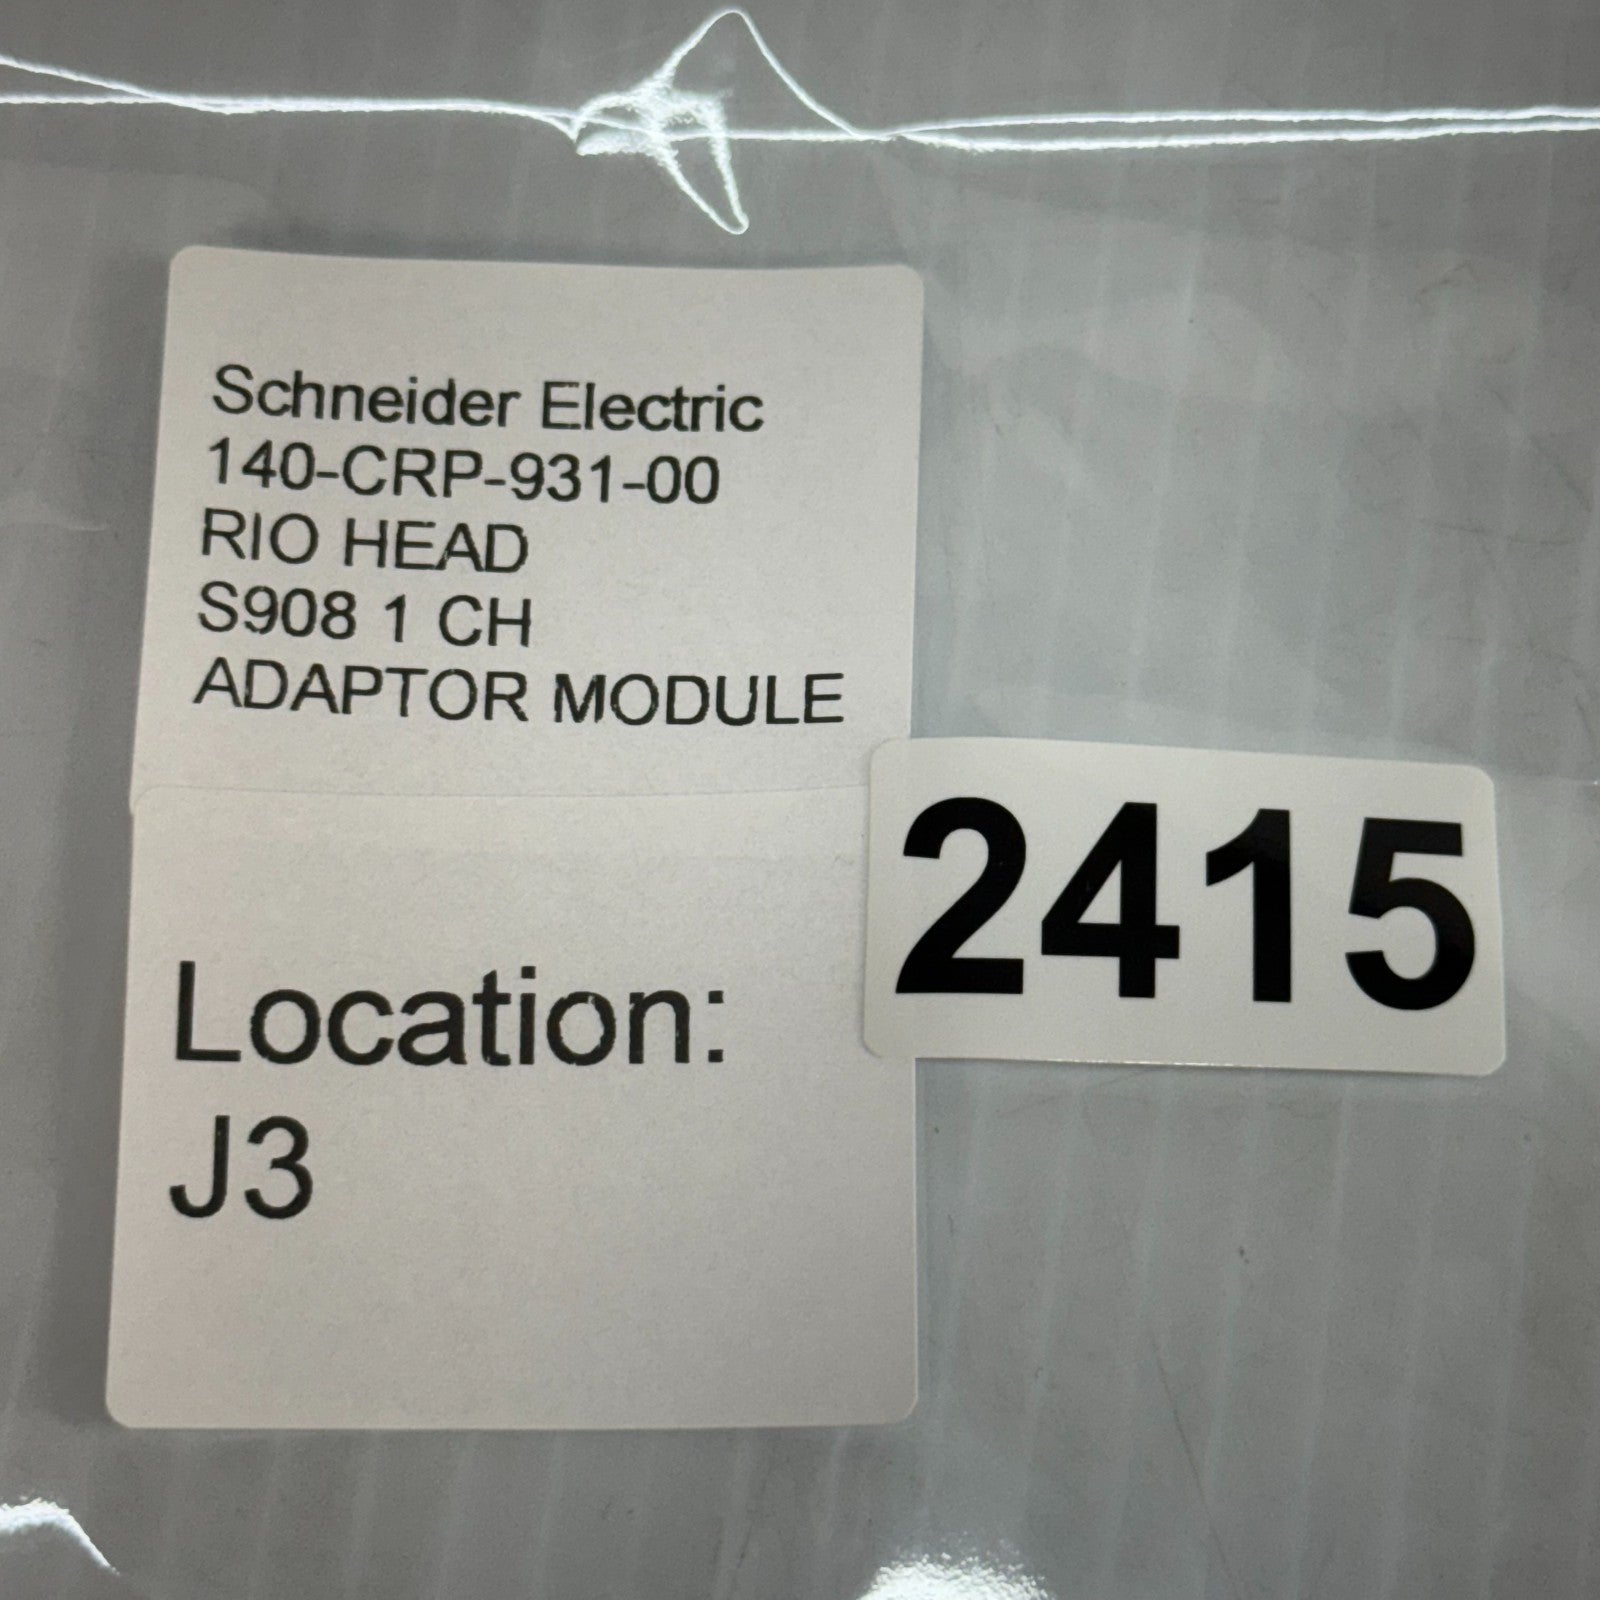 Schneider Electric
140-CRP-931-00
RIO HEAD
S908 1 CH
ADAPTOR MODULE
2415
Location:
J3